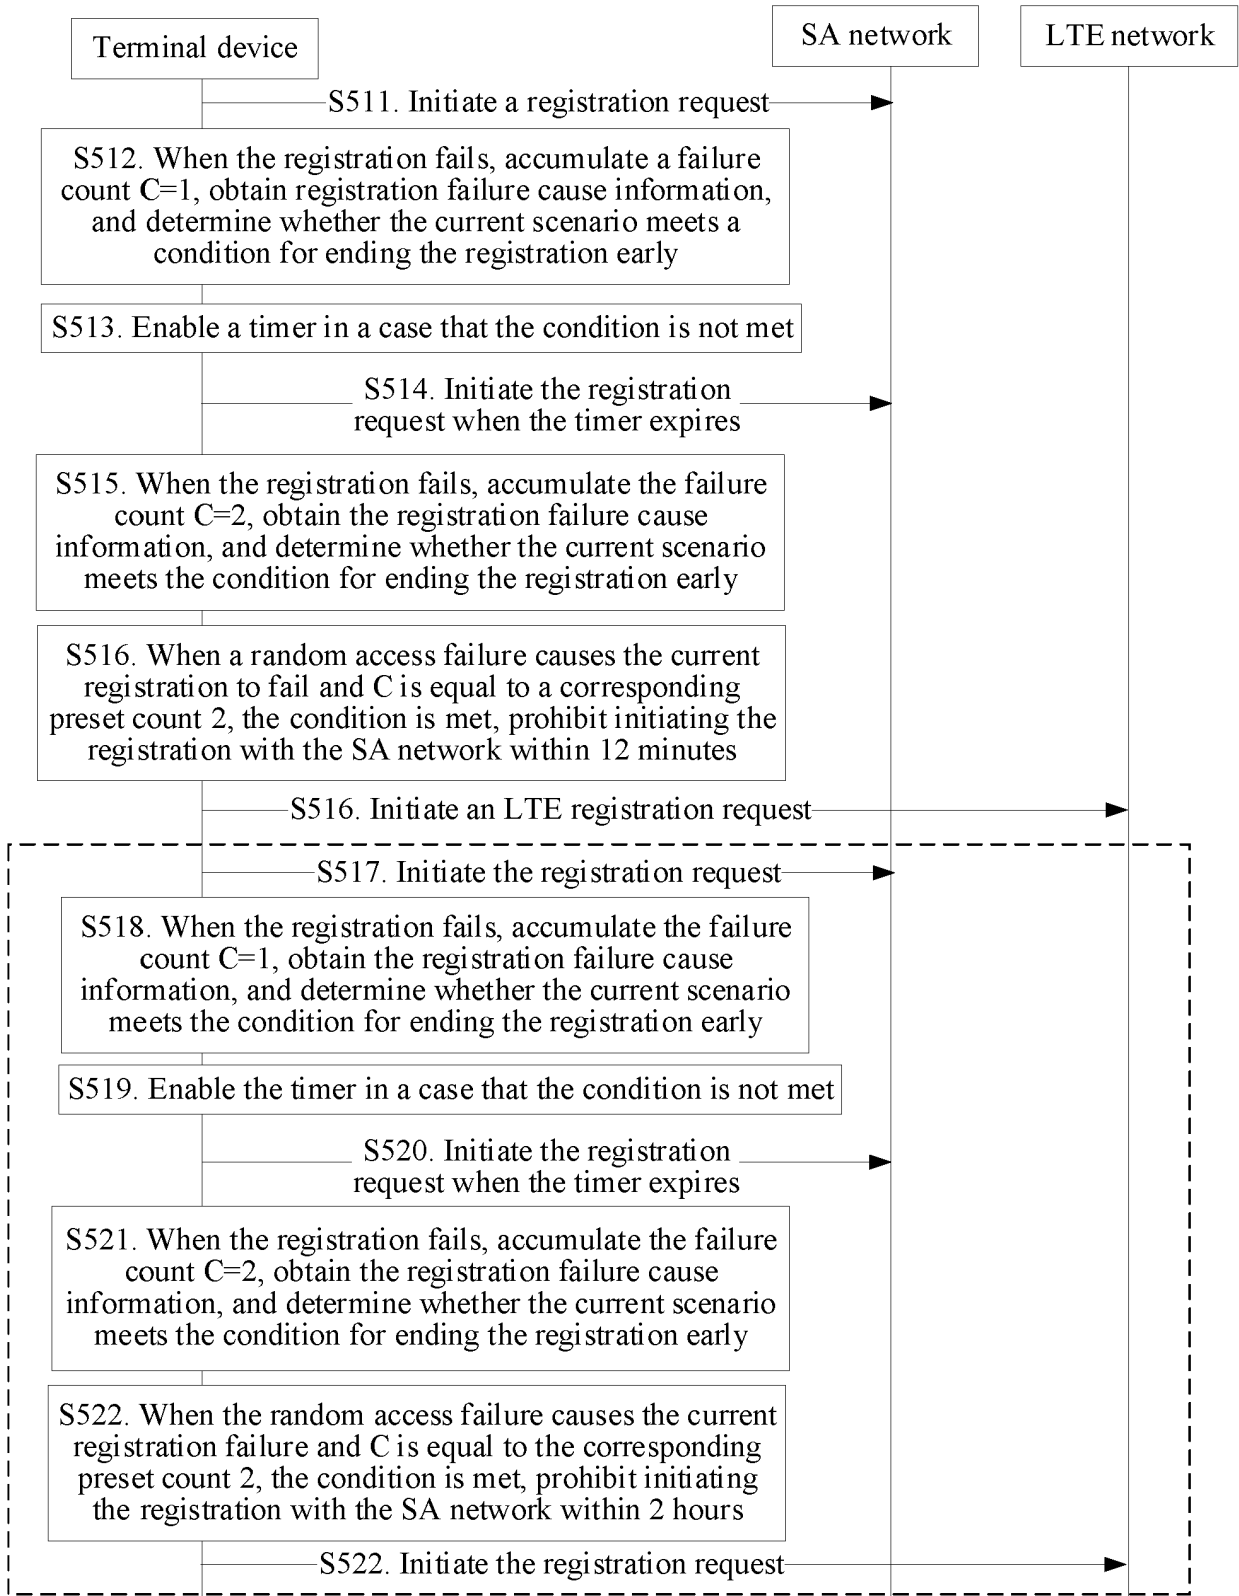 Terminal device
SA network
LTE network
S511. Initiate a registration request
S512. When the registration fails, accumulate a failure
count C=1, obtain registration failure cause information,
and determine whether the current scenario meets a
condition for ending the registration early
S513. Enable a timer in a case that the condition is not met
S514. Initiate the registration
request when the timer expires
S515. When the registration fails, accumulate the failure
count C=2, obtain the registration failure cause
information, and determine whether the current scenario
meets the condition for ending the registration early
S516. When a random access failure causes the current
registration to fail and C is equal to a corresponding
preset count 2, the condition is met, prohibit initiating the
registration with the SA network within 12 minutes
S516. Initiate an LTE registration request
S517. Initiate the registration request
S518. When the registration fails, accumulate the failure
count C=1, obtain the registration failure cause
information, and determine whether the current scenario
meets the condition for ending the registration early
S519. Enable the timer in a case that the condition is not met
S520. Initiate the registration
request when the timer expires
S521. When the registration fails, accumulate the failure
count C=2, obtain the registration failure cause
information, and determine whether the current scenario
meets the condition for ending the registration early
S522. When the random access failure causes the current
registration failure and C is equal to the corresponding
preset count 2, the condition is met, prohibit initiating
the registration with the SA network within 2 hours
S522. Initiate the registration request